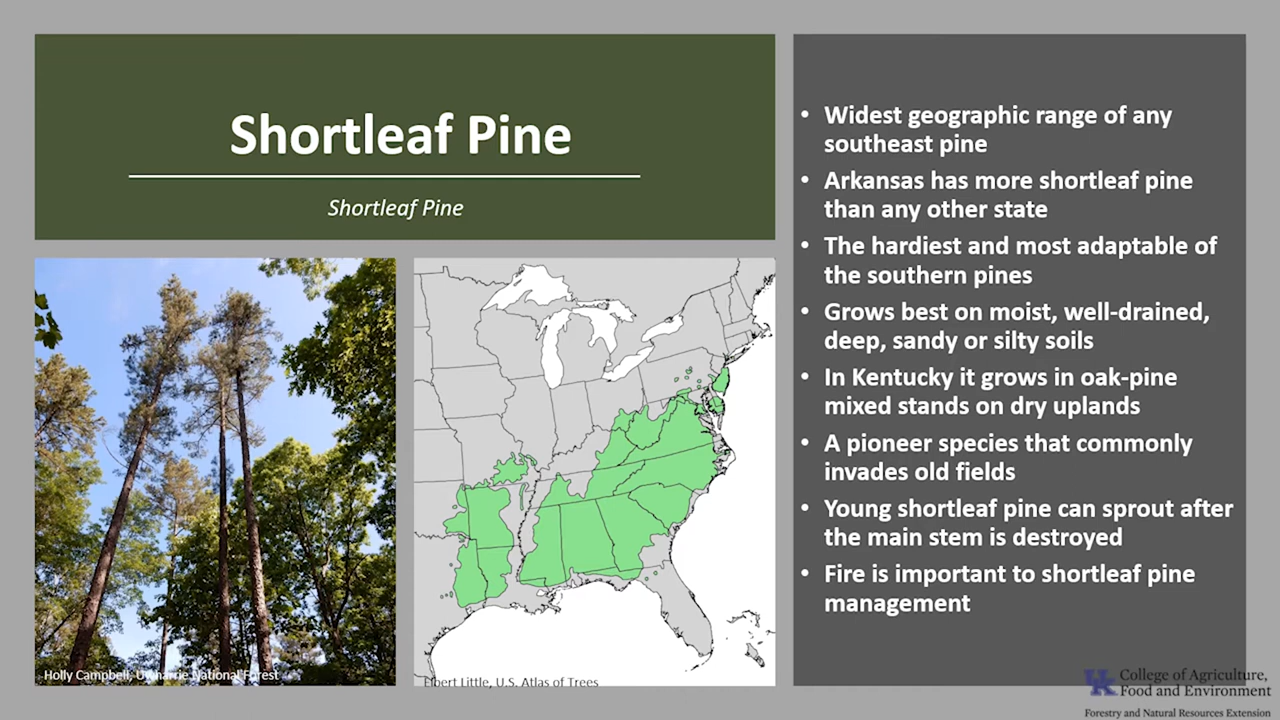 Shortleaf Pine
Shortleaf Pine
Holly Campbell, Uwharrie National Forest
Elbert Little, U.S. Atlas of Trees
• Widest geographic range of any
southeast pine
• Arkansas has more shortleaf pine
than any other state
• The hardiest and most adaptable of
the southern pines
• Grows best on moist, well-drained,
deep, sandy or silty soils
• In Kentucky it grows in oak-pine
mixed stands on dry uplands
• A pioneer species that commonly
invades old fields
• Young shortleaf pine can sprout after
the main stem is destroyed
• Fire is important to shortleaf pine
management
UK College of Agriculture,
Food and Environment
Forestry and Natural Resources Extension